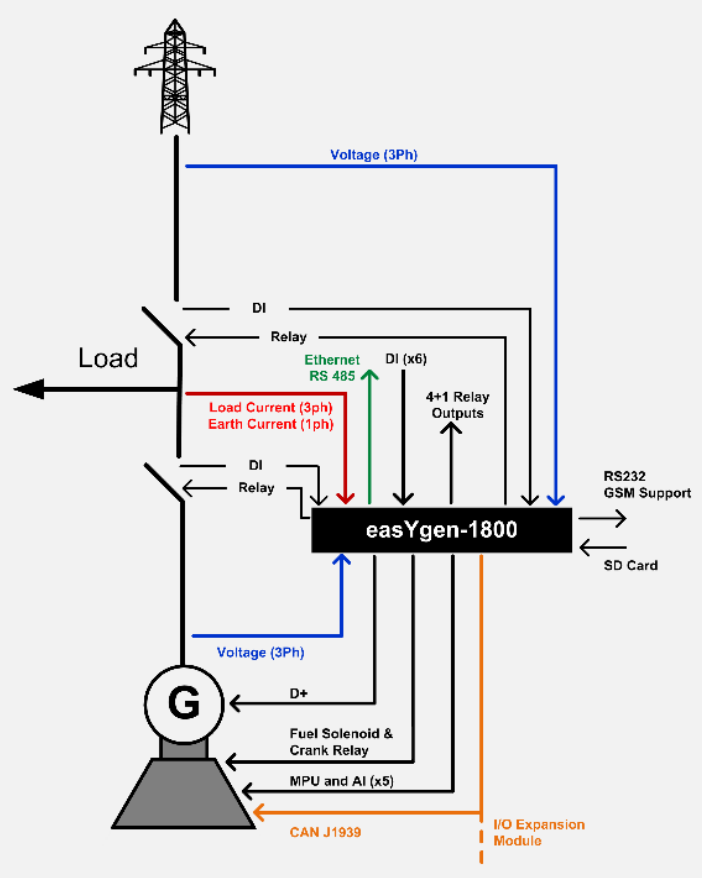 Voltage (3Ph)
DI
Relay
Load
Ethernet
RS 485
DI (x6)
4+1 Relay
Outputs
Load Current (3ph)
Earth Current (1ph)
DI
Relay
RS232
GSM Support
easYgen-1800
SD Card
Voltage (3Ph)
G
D+
Fuel Solenoid &
Crank Relay
MPU and AI (x5)
CAN J1939
I/O Expansion
Module